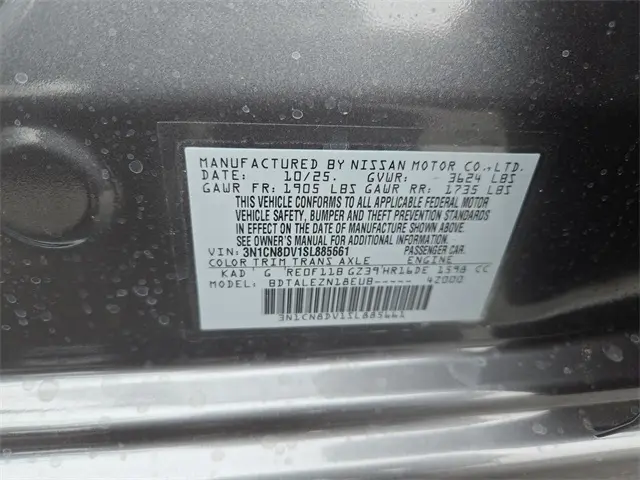 MANUFACTURED BY NISSAN MOTOR CO.,LTD.
DATE: 10/25. GVWR: 3624 LBS
GAWR FR: 1905 LBS GAWR RR: 1735 LBS
THIS VEHICLE CONFORMS TO ALL APPLICABLE FEDERAL MOTOR
VEHICLE SAFETY, BUMPER AND THEFT PREVENTION STANDARDS
IN EFFECT ON THE DATE OF MANUFACTURE SHOWN ABOVE.
SEE OWNER'S MANUAL FOR ADDITIONAL INFORMATION.
VIN: 3N1CN8DV1SL885661 PASSENGER CAR.
COLOR TRIM TRANS AXLE ENGINE
KAD G RE0F11B GZ39 HR16DE 1598 CC
MODEL: BDTALEZN18EUB----- 42000
3N1CN8DV1SL885661